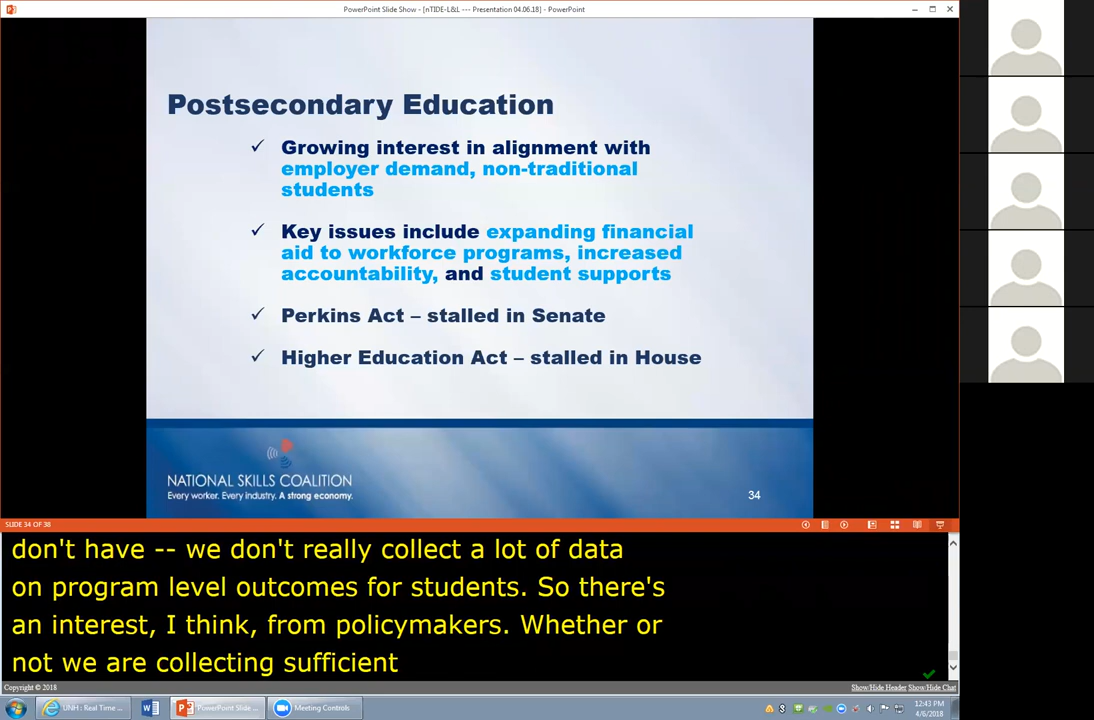 PowerPoint Slide Show - [nTIDE-L&L --- Presentation 04.06.18] - PowerPoint
Postsecondary Education
✓ Growing interest in alignment with
employer demand, non-traditional
students
✓ Key issues include expanding financial
aid to workforce programs, increased
accountability, and student supports
✓ Perkins Act – stalled in Senate
✓ Higher Education Act – stalled in House
NATIONAL SKILLS COALITION
Every worker. Every industry. A strong economy.
34
SLIDE 34 OF 38
don't have -- we don't really collect a lot of data
on program level outcomes for students. So there's
an interest, I think, from policymakers. Whether or
not we are collecting sufficient
Copyright © 2018
Show/Hide Header Show/Hide Chat
UNH : Real Time ...
PowerPoint Slide ...
Meeting Controls
12:43 PM
4/6/2018